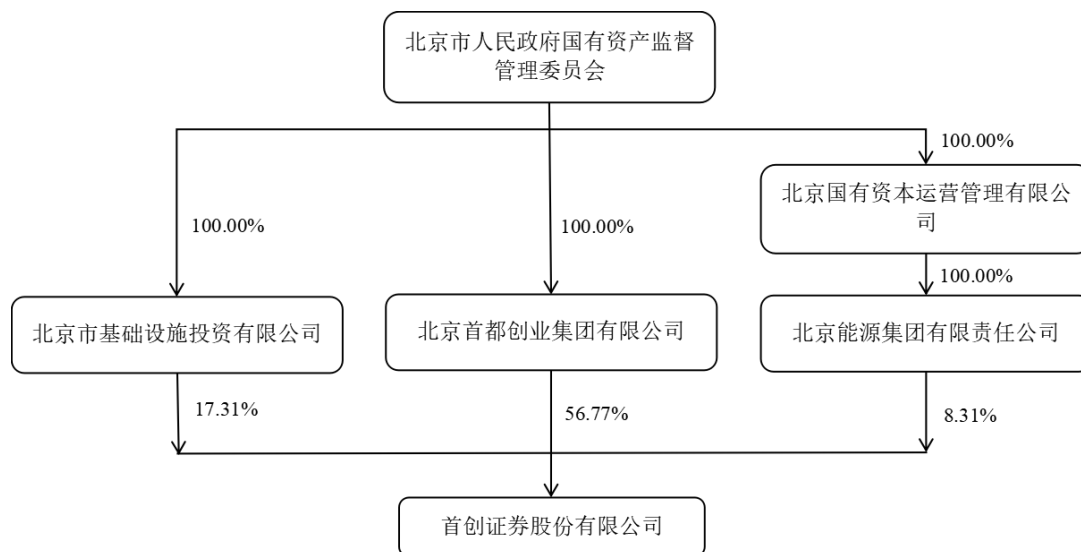 北京市人民政府国有资产监督
管理委员会
100.00%
北京国有资本运营管理有限公
司
100.00%
100.00%
100.00%
北京市基础设施投资有限公司
北京首都创业集团有限公司
北京能源集团有限责任公司
17.31%
56.77%
8.31%
首创证券股份有限公司